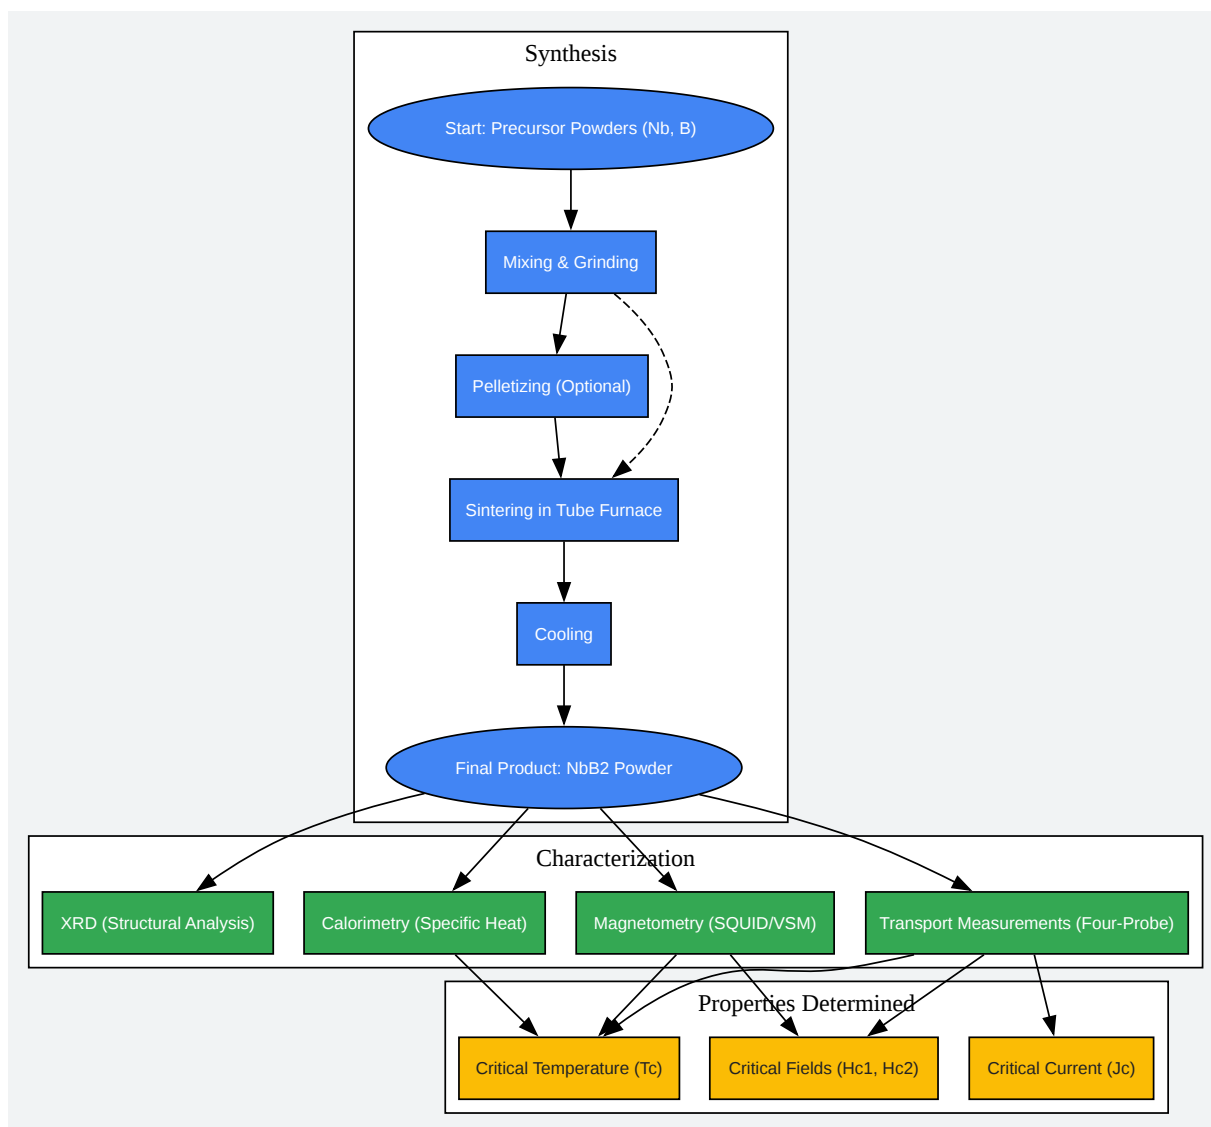 Synthesis
Start: Precursor Powders (Nb, B)
Mixing & Grinding
Pelletizing (Optional)
Sintering in Tube Furnace
Cooling
Final Product: NbB2 Powder
Characterization
XRD (Structural Analysis)
Calorimetry (Specific Heat)
Magnetometry (SQUID/VSM)
Transport Measurements (Four-Probe)
Properties Determined
Critical Temperature (Tc)
Critical Fields (Hc1, Hc2)
Critical Current (Jc)